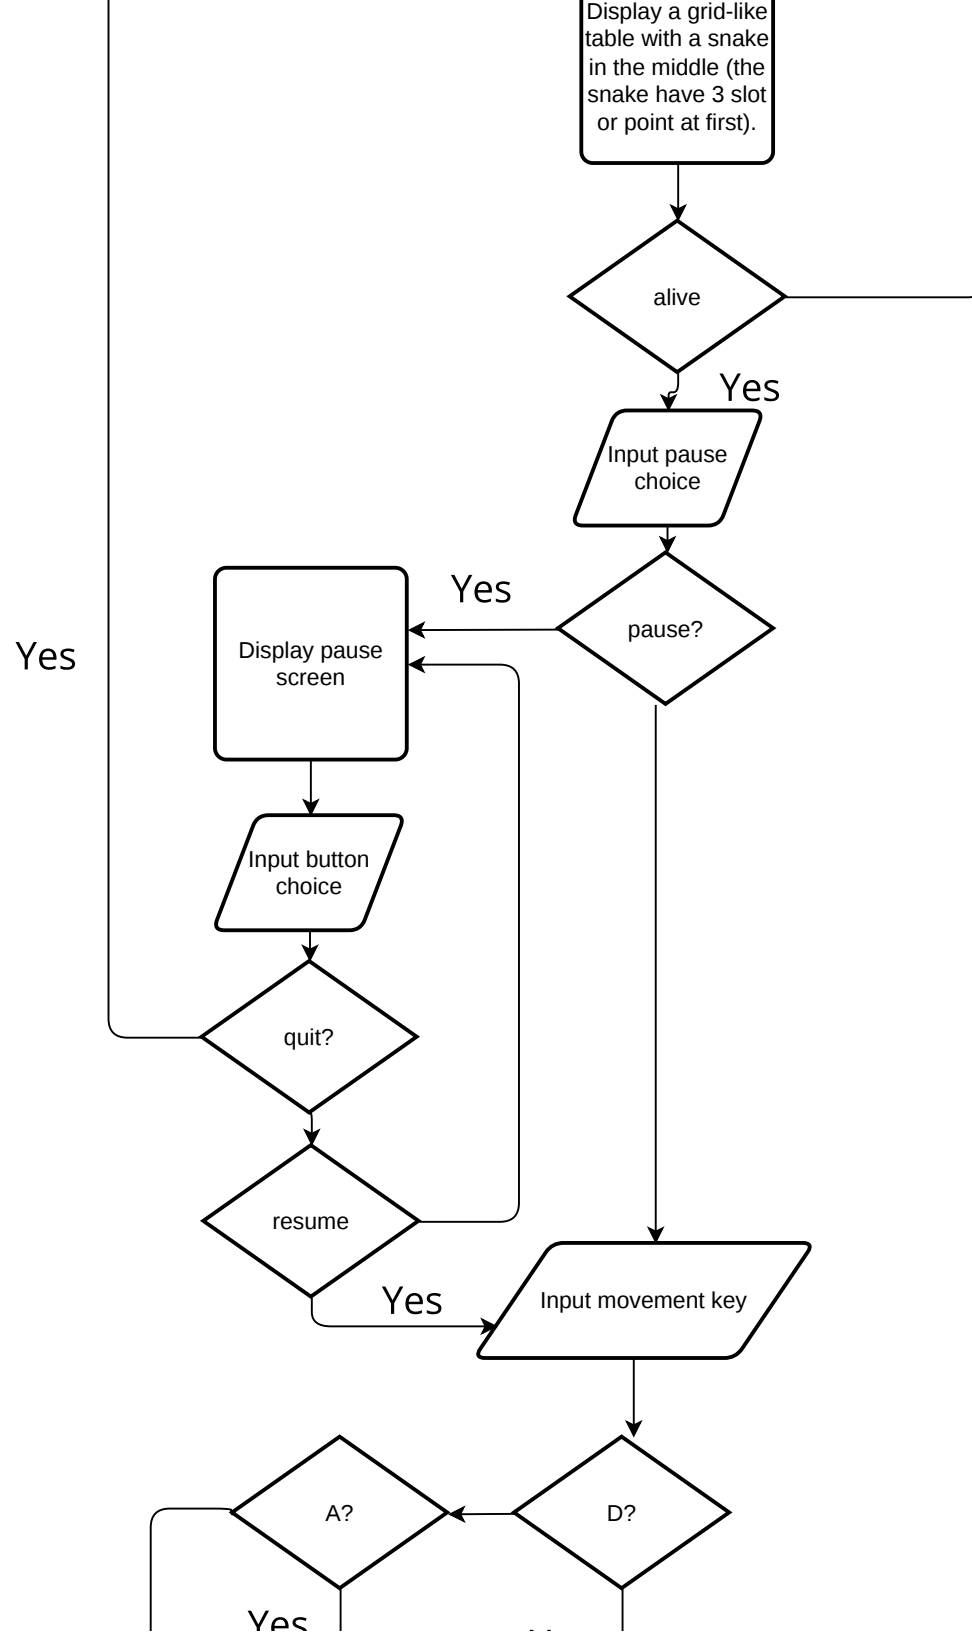 Display a grid-like
table with a snake
in the middle (the
snake have 3 slot
or point at first).
alive
Yes
Input pause
choice
pause?
Yes
Display pause
screen
Yes
Input button
choice
quit?
resume
Yes
Input movement key
A?
D?
Yes